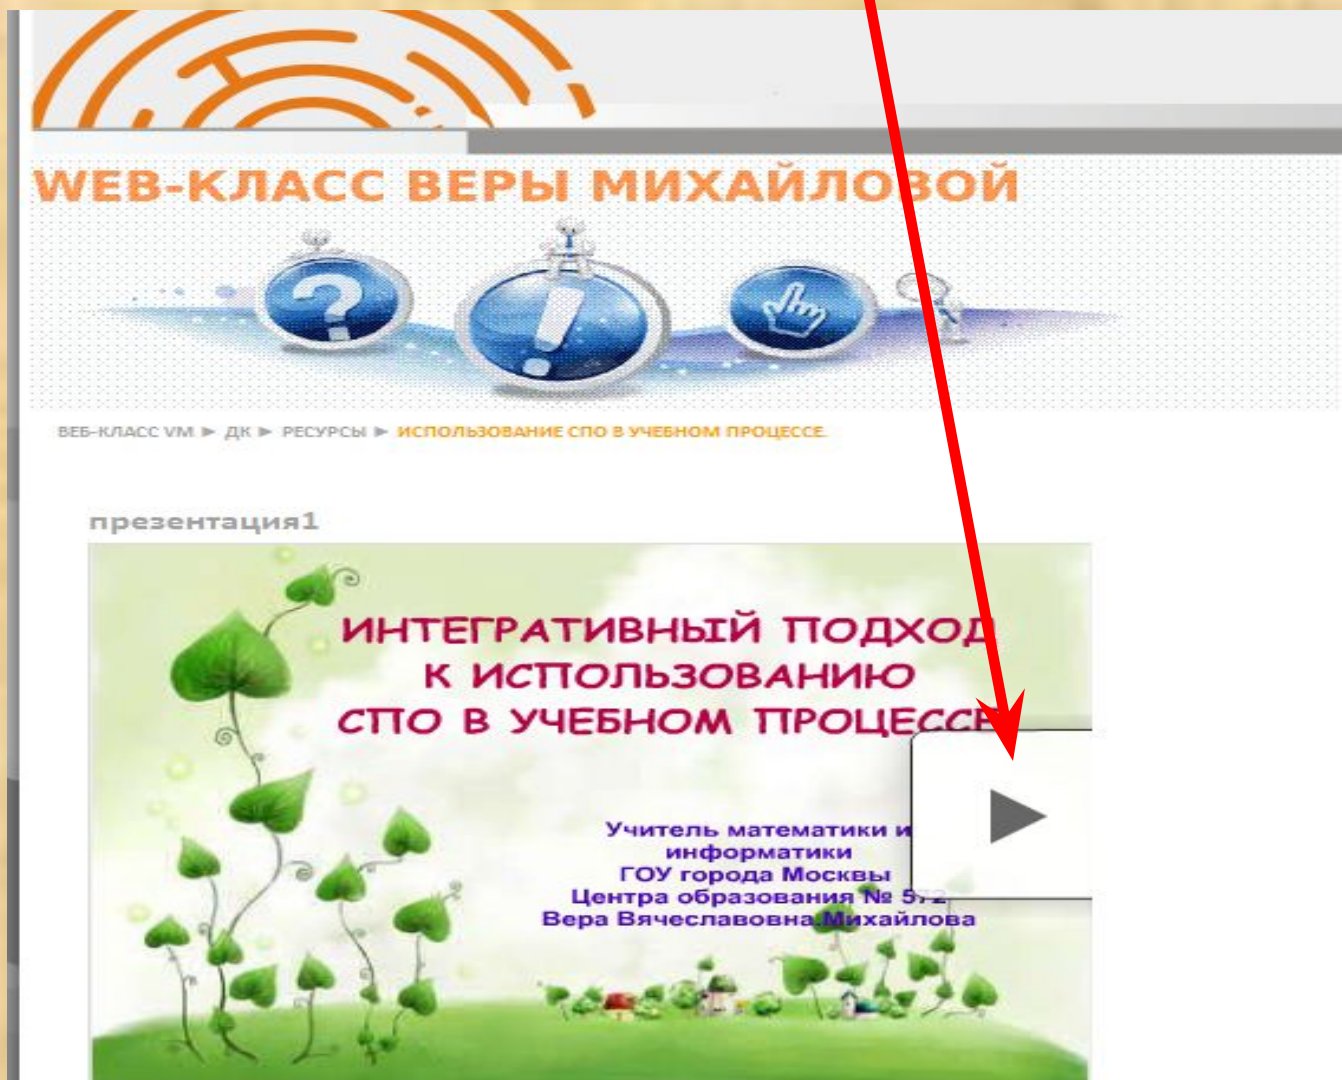 WEB-КЛАСС ВЕРЫ МИХАЙЛОВОЙ
ВЕБ-КЛАСС VM ► ДК ► РЕСУРСЫ ► ИСПОЛЬЗОВАНИЕ СПО В УЧЕБНОМ ПРОЦЕССЕ.
презентация1
ИНТЕГРАТИВНЫЙ ПОДХОД
К ИСПОЛЬЗОВАНИЮ
СПО В УЧЕБНОМ ПРОЦЕССЕ
Учитель математики и
информатики
ГОУ города Москвы
Центра образования № 572
Вера Вячеславовна Михайлова